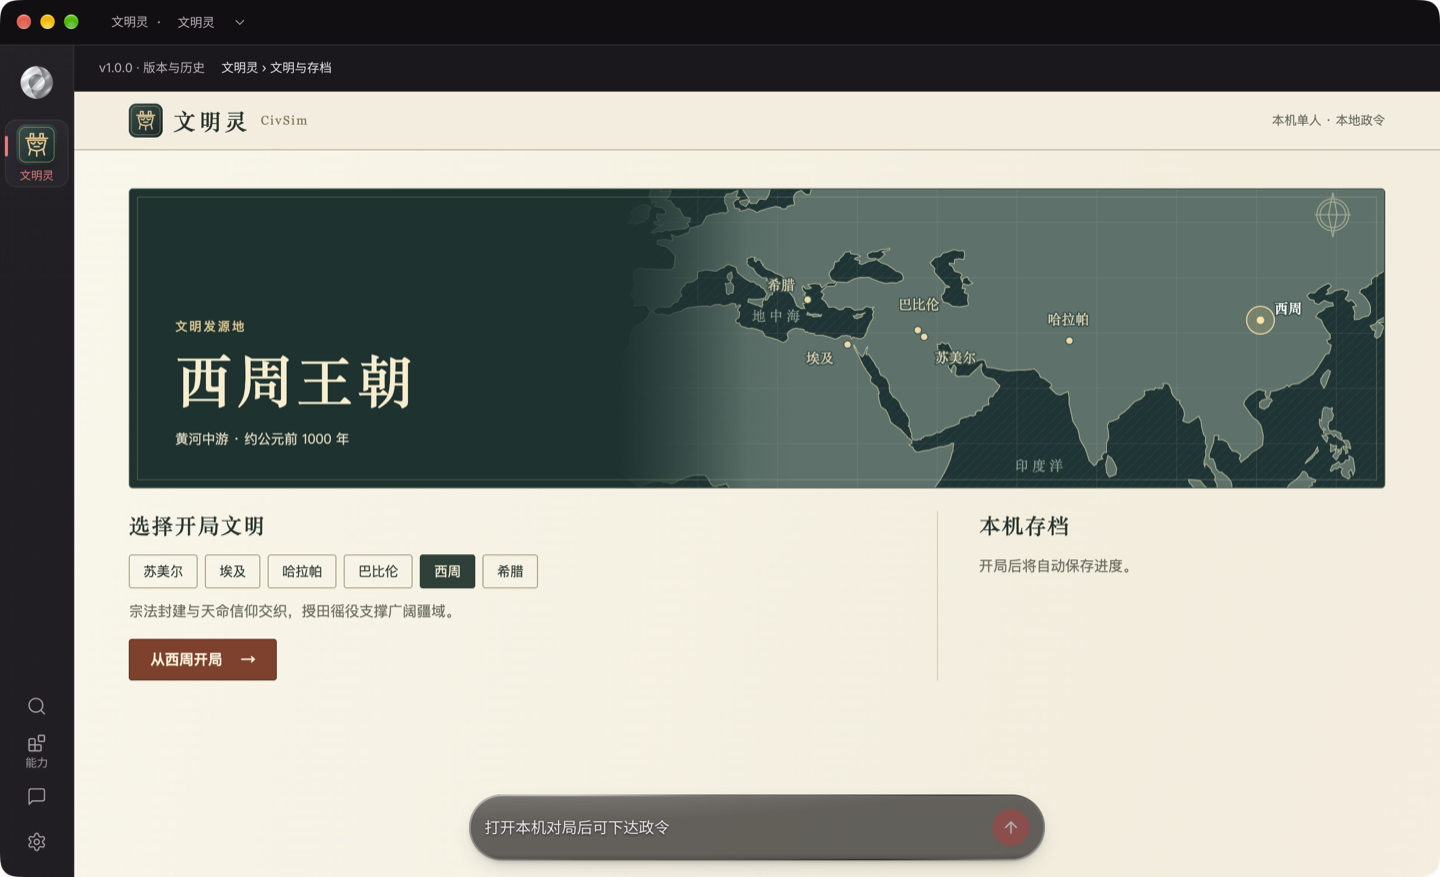 文明灵 · 文明灵
v1.0.0 · 版本与历史 文明灵 › 文明与存档
文明灵
文明灵 CivSim
本机单人 · 本地政令
文明发源地
西周王朝
黄河中游 · 约公元前 1000 年
希腊
地中海
巴比伦
埃及
苏美尔
哈拉帕
西周
印度洋
选择开局文明
苏美尔 埃及 哈拉帕 巴比伦 西周 希腊
宗法封建与天命信仰交织，授田徭役支撑广阔疆域。
从西周开局 →
本机存档
开局后将自动保存进度。
能力
打开本机对局后可下达政令